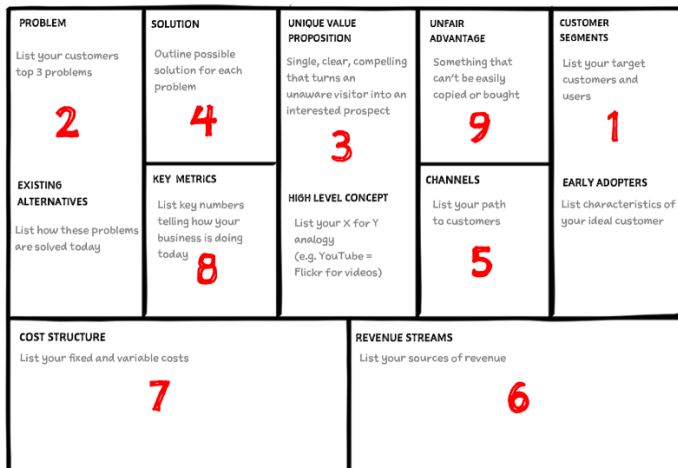 PROBLEM
List your customers
top 3 problems
2
EXISTING
ALTERNATIVES
List how these problems
are solved today
SOLUTION
Outline possible
solution for each
problem
4
KEY METRICS
List key numbers
telling how your
business is doing
today
8
UNIQUE VALUE
PROPOSITION
Single, clear, compelling
that turns an
unaware visitor into an
interested prospect
3
HIGH LEVEL CONCEPT
List your X for Y
analogy
(e.g. YouTube =
Flickr for videos)
UNFAIR
ADVANTAGE
Something that
can't be easily
copied or bought
9
CHANNELS
List your path
to customers
5
CUSTOMER
SEGMENTS
List your target
customers and
users
1
EARLY ADOPTERS
List characteristics of
your ideal customer
COST STRUCTURE
List your fixed and variable costs
7
REVENUE STREAMS
List your sources of revenue
6